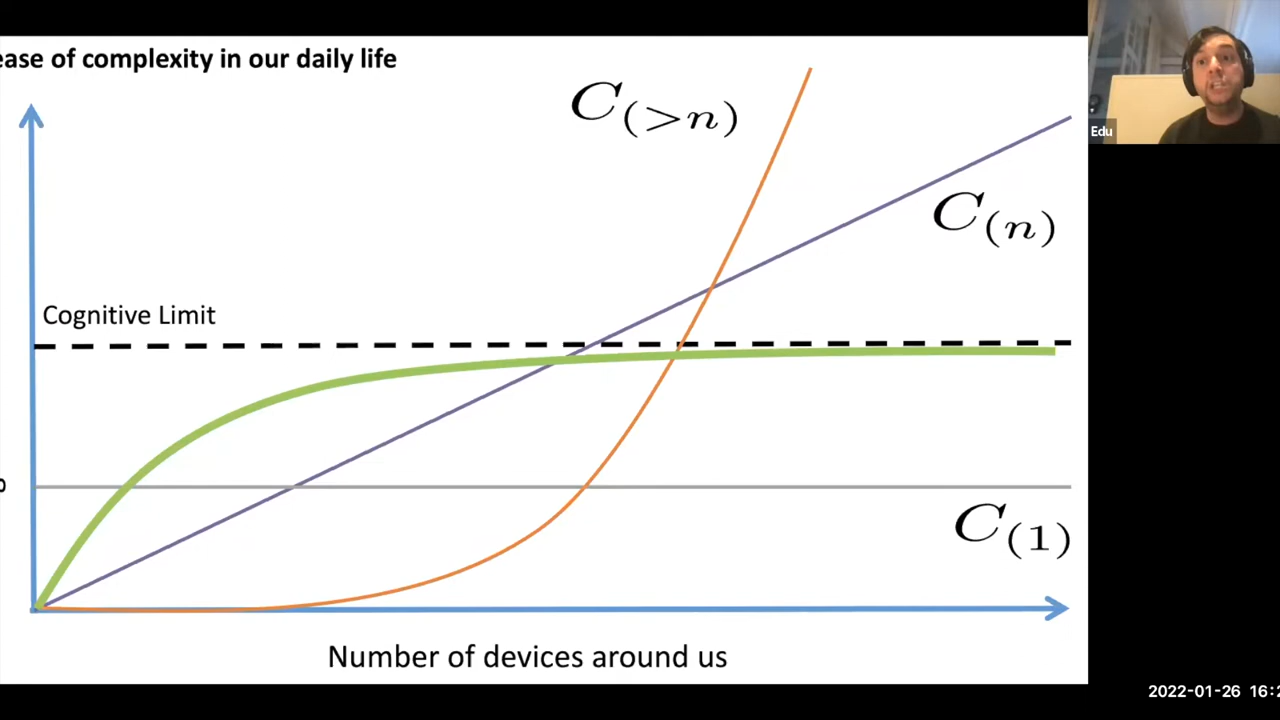 ease of complexity in our daily life
C(>n)
Edu
C(n)
Cognitive Limit
C(1)
Number of devices around us
2022-01-26 16:2